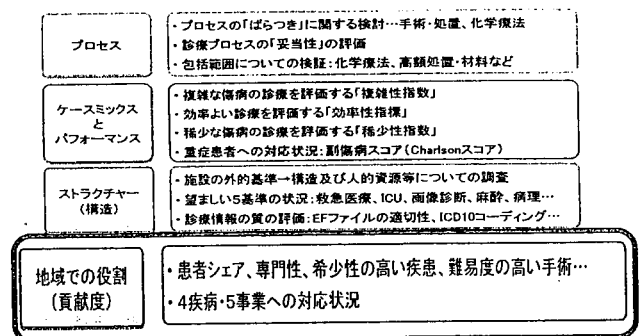 プロセス
・プロセスの「ばらつき」に関する検討…手術・処置、化学療法
・診療プロセスの「妥当性」の評価
・包括範囲についての検証：化学療法、高額処置・材料など
ケースミックス
と
パフォーマンス
・複雑な傷病の診療を評価する「複雑性指数」
・効率よい診療を評価する「効率性指標」
・稀少な傷病の診療を評価する「稀少性指数」
・重症患者への対応状況：副傷病スコア(Charlsonスコア)
ストラクチャー
(構造)
・施設の外的基準→構造及び人的資源等についての調査
・望ましい5基準の状況：救急医療、ICU、画像診断、麻酔、病理…
・診療情報の質の評価：EFファイルの適切性、ICD10コーディング…
地域での役割
(貢献度)
・患者シェア、専門性、希少性の高い疾患、難易度の高い手術…
・4疾病・5事業への対応状況